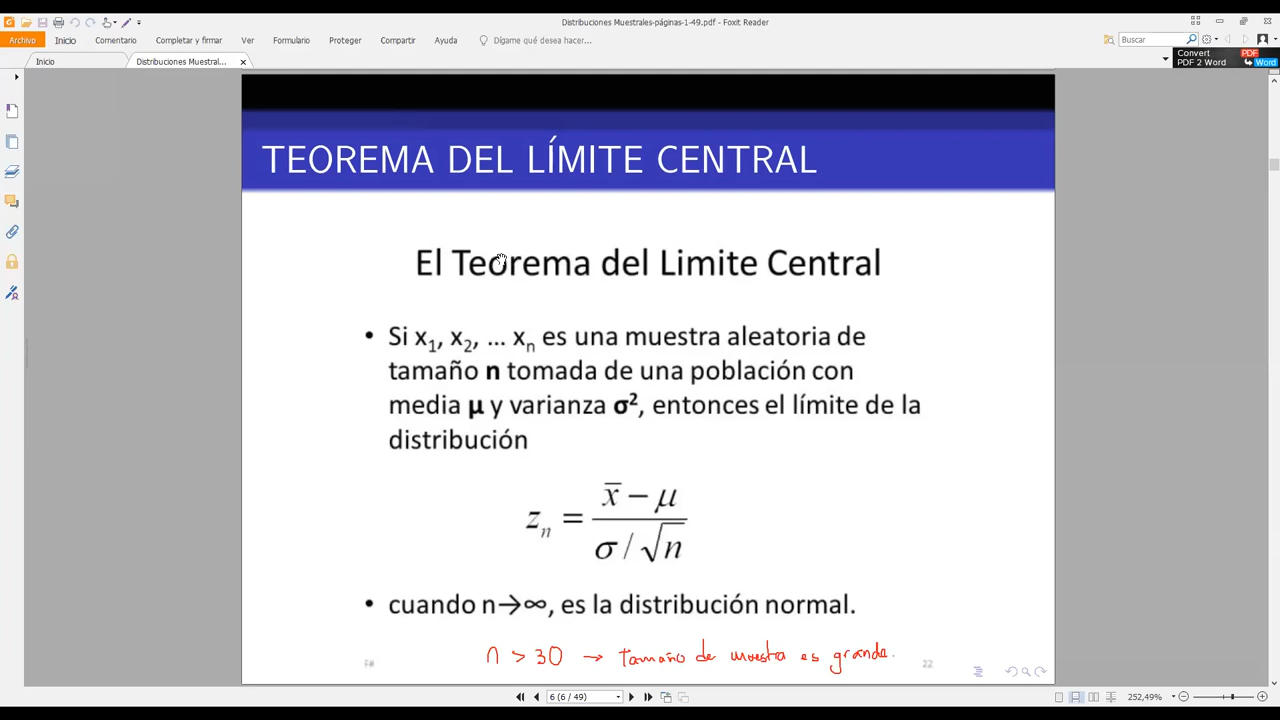 Distribuciones Muestrales-páginas-1-49.pdf - Foxit Reader
Archivo Inicio Comentario Completar y firmar Ver Formulario Proteger Compartir Ayuda Dígame qué desea hacer... Buscar
Inicio Distribuciones Muestral...
Convert PDF
PDF 2 Word Word
TEOREMA DEL LÍMITE CENTRAL
El Teorema del Limite Central
• Si x₁, x₂, ... xₙ es una muestra aleatoria de
tamaño n tomada de una población con
media μ y varianza σ², entonces el límite de la
distribución
zₙ = (x̄ − μ) / (σ / √n)
• cuando n→∞, es la distribución normal.
n > 30 → tamaño de muestra es grande.
22
6 (6 / 49)
252,49%